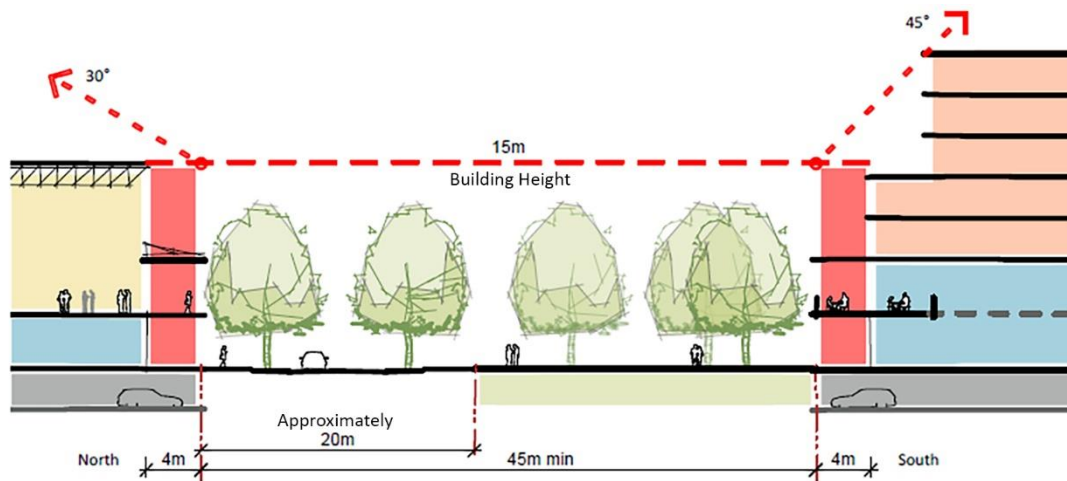 30°
45°
15m
Building Height
Approximately
20m
North
4m
45m min
4m
South